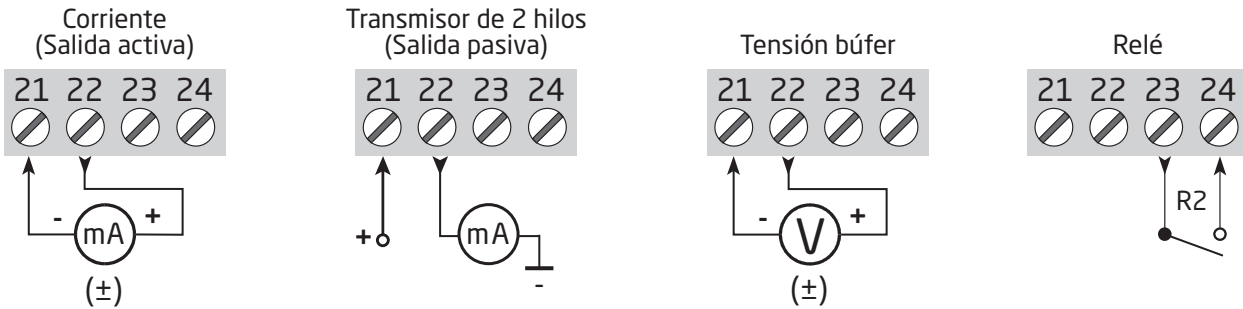 Corriente
(Salida activa)
21 22 23 24
- mA +
(±)
Transmisor de 2 hilos
(Salida pasiva)
21 22 23 24
+ mA
-
Tensión búfer
21 22 23 24
- V +
(±)
Relé
21 22 23 24
R2